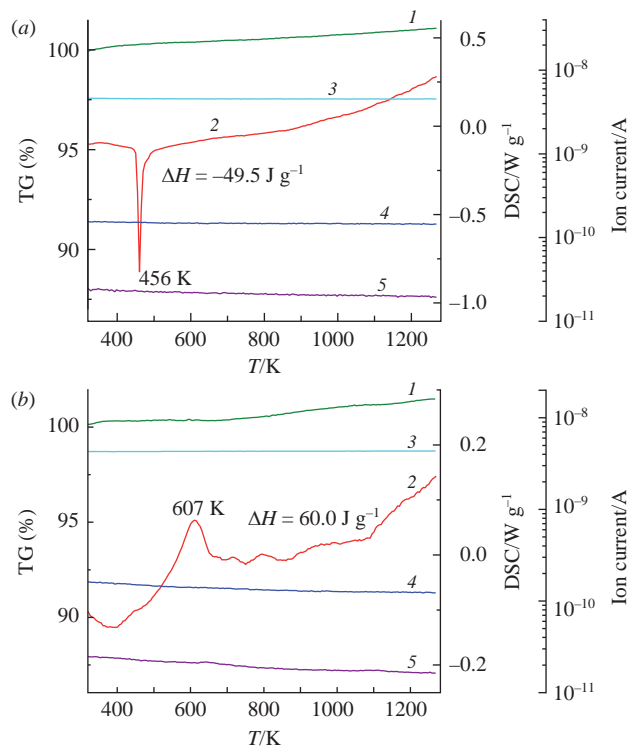 (a)
1
100
95
90
TG (%)
3
2
ΔH = –49.5 J g–1
4
456 K
5
0.5
0.0
–0.5
–1.0
DSC/W g–1
10–8
10–9
10–10
10–11
Ion current/A
400 600 800 1000 1200
T/K
(b)
1
100
95
90
TG (%)
3
2
607 K
ΔH = 60.0 J g–1
4
5
0.2
0.0
–0.2
DSC/W g–1
10–8
10–9
10–10
10–11
Ion current/A
400 600 800 1000 1200
T/K